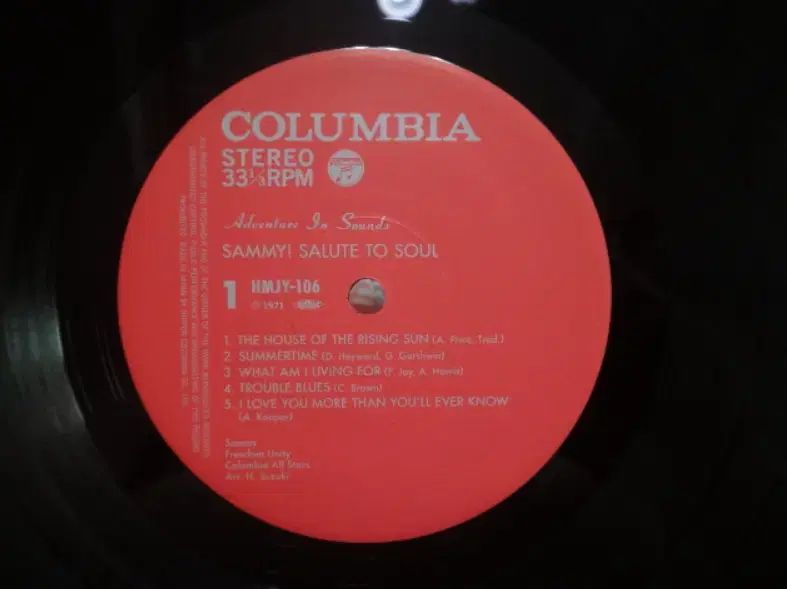 COLUMBIA
STEREO
33⅓RPM
Adventure In Sounds
SAMMY! SALUTE TO SOUL
1 HMJY-106
℗ 1971
1. THE HOUSE OF THE RISING SUN (A. Price, Trad.)
2. SUMMERTIME (D. Heyward, G. Gershwin)
3. WHAT AM I LIVING FOR (F. Jay, A. Harris)
4. TROUBLE BLUES (C. Brown)
5. I LOVE YOU MORE THAN YOU'LL EVER KNOW
(A. Kooper)
Sammy
Freedom Unity
Columbia All Stars
Arr. H. Suzuki